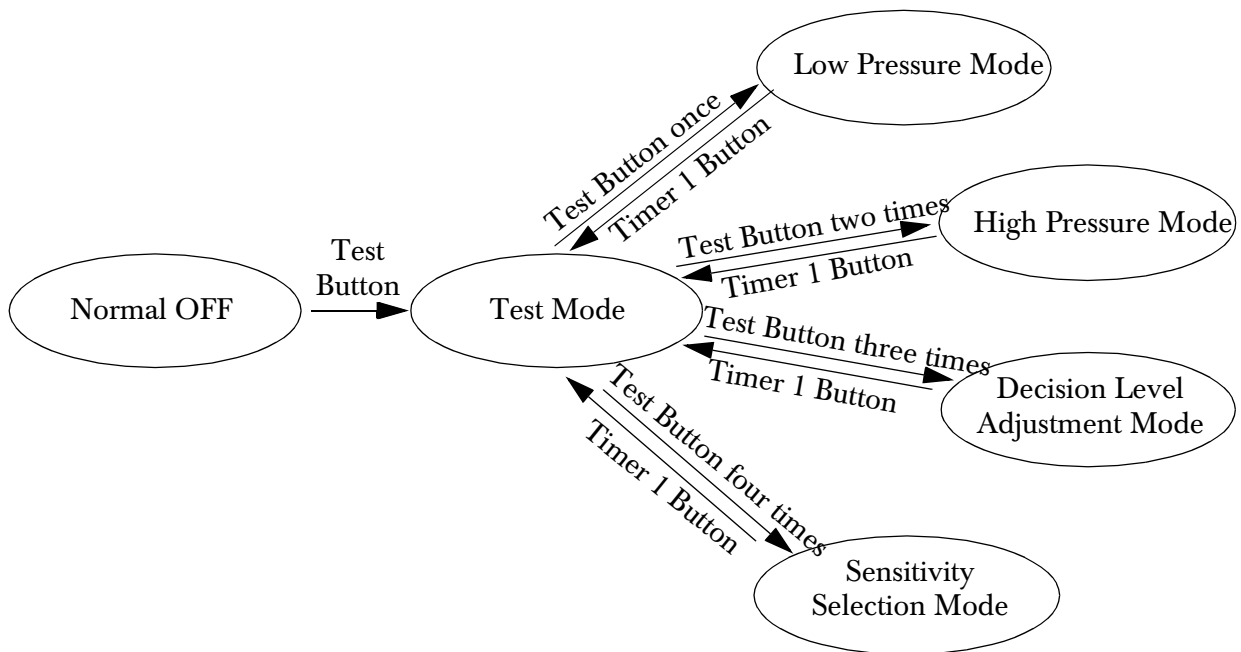 Low Pressure Mode
Test Button once
Timer 1 Button
Test Button two times
High Pressure Mode
Timer 1 Button
Test
Button
Normal OFF
Test Mode
Test Button three times
Timer 1 Button
Decision Level
Adjustment Mode
Test Button four times
Timer 1 Button
Sensitivity
Selection Mode